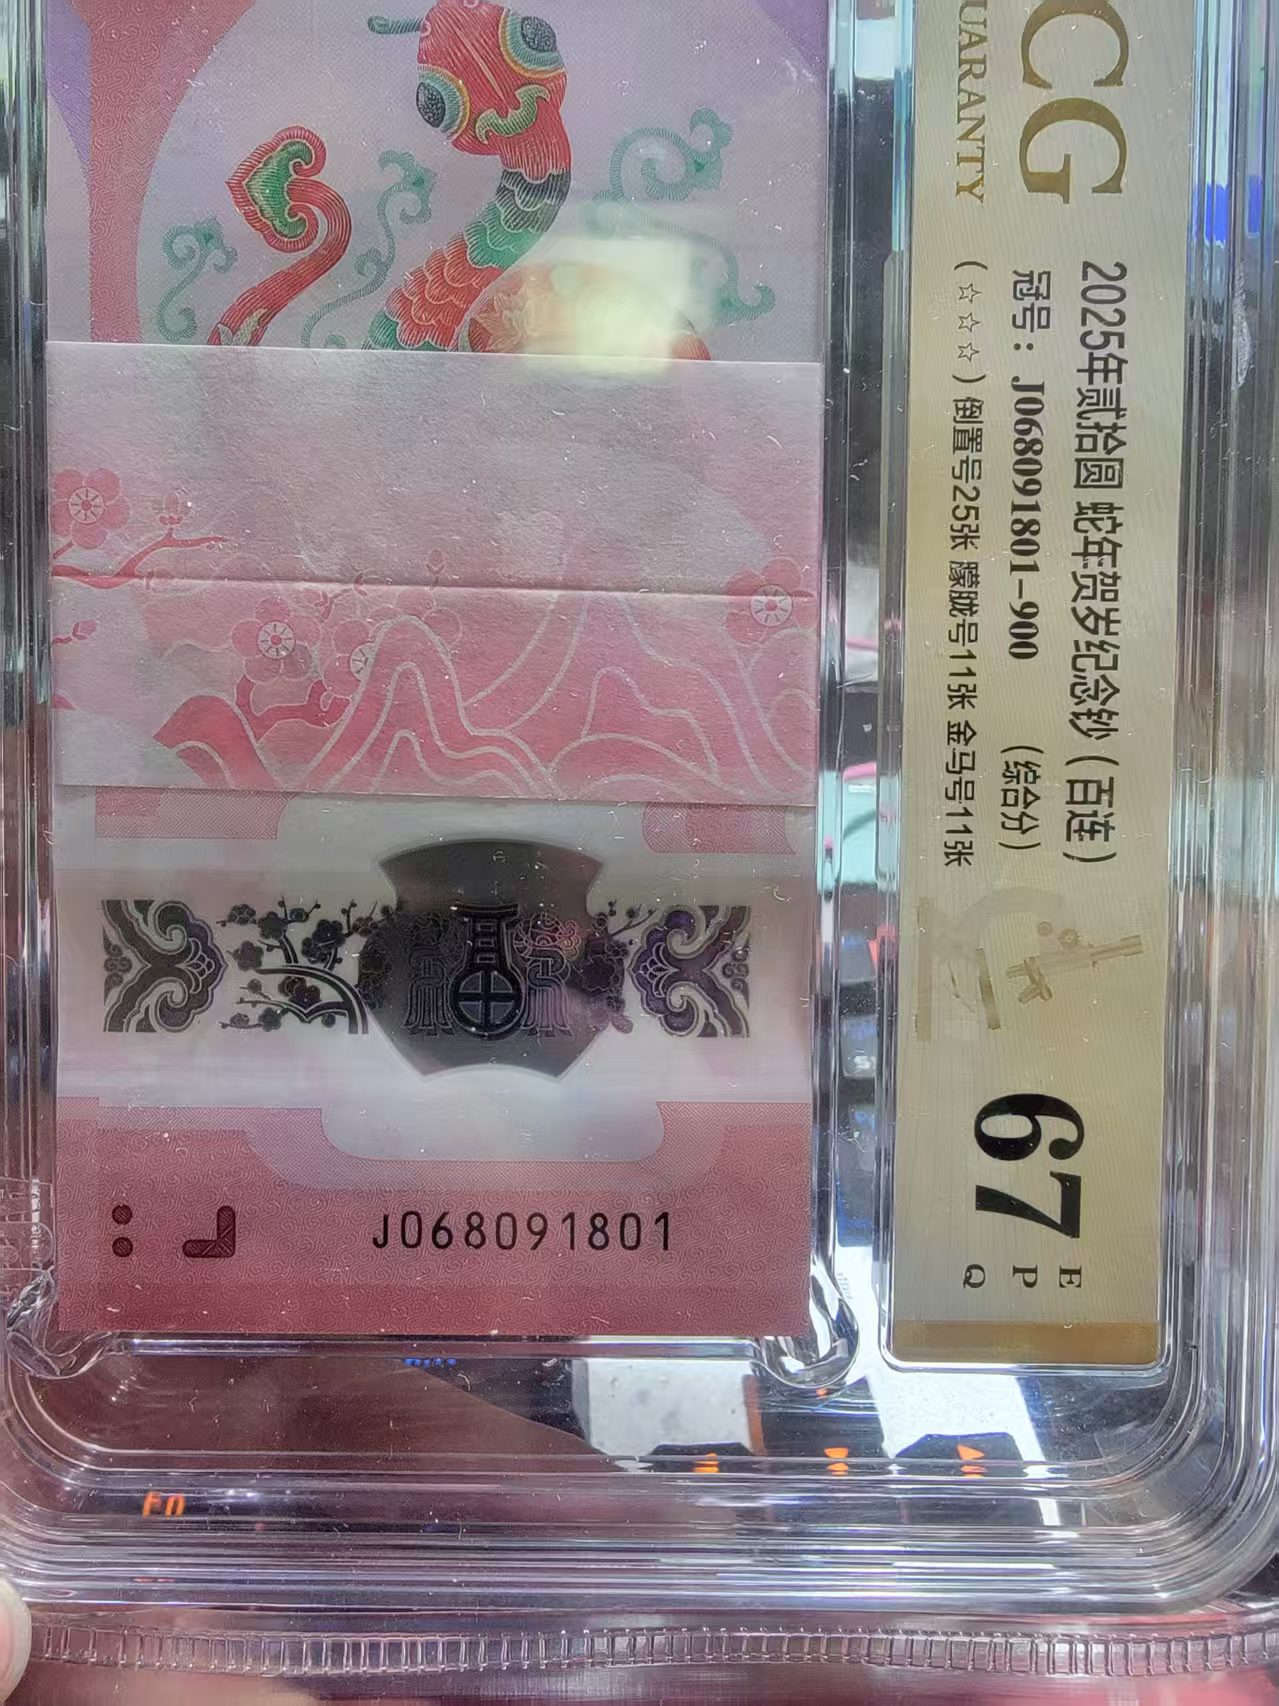 CG
UARANTY
2025年贰拾圆 蛇年贺岁纪念钞（百连）
冠号：J068091801-900 （综合分）
（☆☆☆）倒置号25张 朦胧号11张 金马号11张
67
E
P
Q
J068091801